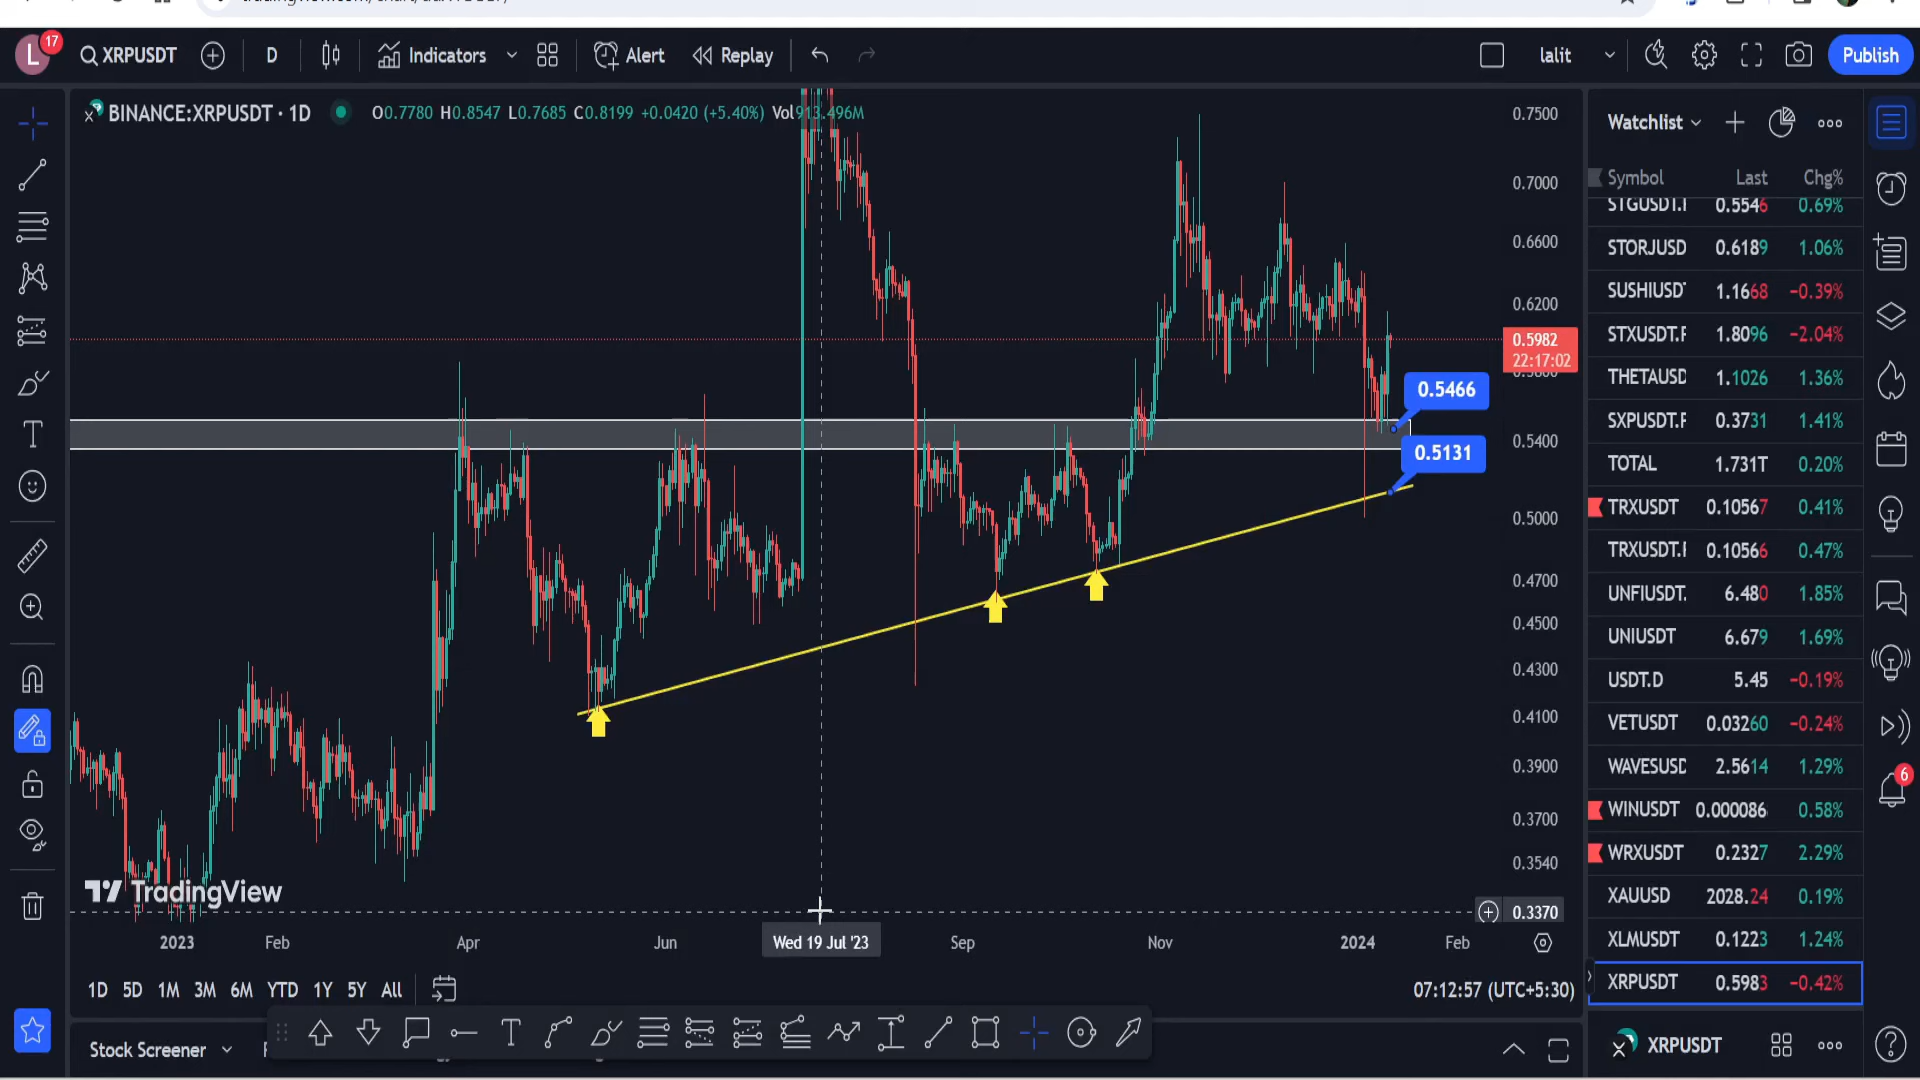 L 17 XRPUSDT D Indicators Alert Replay lalit Publish
BINANCE:XRPUSDT · 1D O0.7780 H0.8547 L0.7685 C0.8199 +0.0420 (+5.40%) Vol913.496M
0.7500
0.7000
0.6600
0.6200
0.5982
22:17:02
0.5466
0.5400
0.5131
0.5000
0.4700
0.4500
0.4300
0.4100
0.3900
0.3700
0.3540
0.3370
TradingView
2023 Feb Apr Jun Wed 19 Jul '23 Sep Nov 2024 Feb
1D 5D 1M 3M 6M YTD 1Y 5Y All 07:12:57 (UTC+5:30)
Stock Screener
Watchlist
Symbol Last Chg%
STGUSDT.I 0.5546 0.69%
STORJUSD 0.6189 1.06%
SUSHIUSD 1.1668 −0.39%
STXUSDT.F 1.8096 −2.04%
THETAUSD 1.1026 1.36%
SXPUSDT.F 0.3731 1.41%
TOTAL 1.731T 0.20%
TRXUSDT 0.10567 0.41%
TRXUSDT.I 0.10566 0.47%
UNFIUSDT. 6.480 1.85%
UNIUSDT 6.679 1.69%
USDT.D 5.45 −0.19%
VETUSDT 0.03260 −0.24%
WAVESUSD 2.5614 1.29%
WINUSDT 0.000086 0.58%
WRXUSDT 0.2327 2.29%
XAUUSD 2028.24 0.19%
XLMUSDT 0.1223 1.24%
XRPUSDT 0.5983 −0.42%
XRPUSDT
6